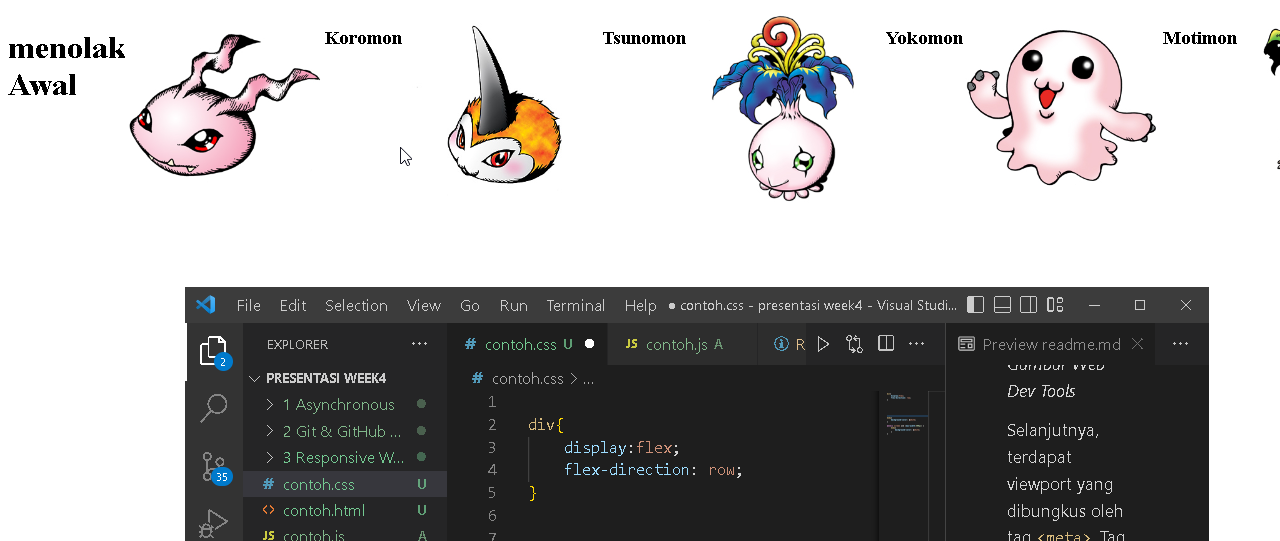 menolak
Awal
Koromon
Tsunomon
Yokomon
Motimon
File Edit Selection View Go Run Terminal Help ● contoh.css - presentasi week4 - Visual Studi...
EXPLORER ...
2
35
PRESENTASI WEEK4
1 Asynchronous
2 Git & GitHub ...
3 Responsive W...
# contoh.css U
<> contoh.html U
JS contoh.js A
# contoh.css U ●
JS contoh.js A
R
...
# contoh.css > ...
1
2 div{
3 display:flex;
4 flex-direction: row;
5 }
6
7
Preview readme.md
...
Gambar Web
Dev Tools
Selanjutnya,
terdapat
viewport yang
dibungkus oleh
tag <meta>. Tag